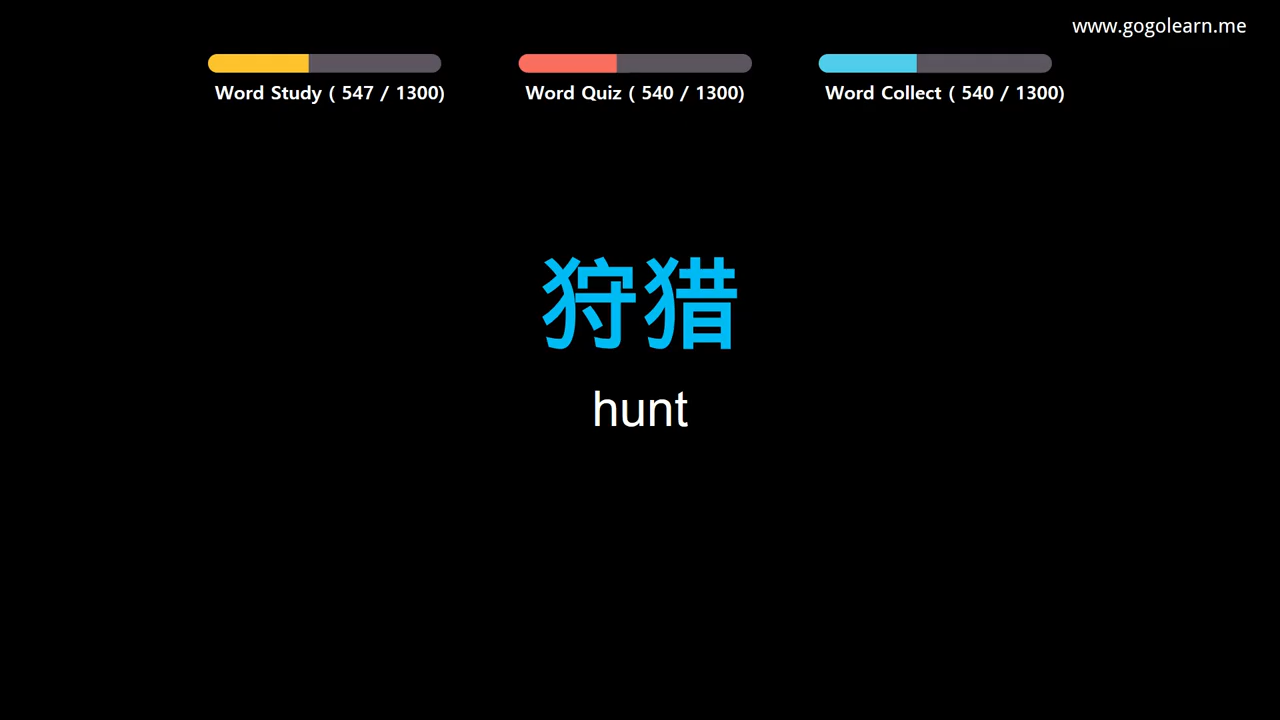 www.gogolearn.me
Word Study ( 547 / 1300)
Word Quiz ( 540 / 1300)
Word Collect ( 540 / 1300)
狩猎
hunt